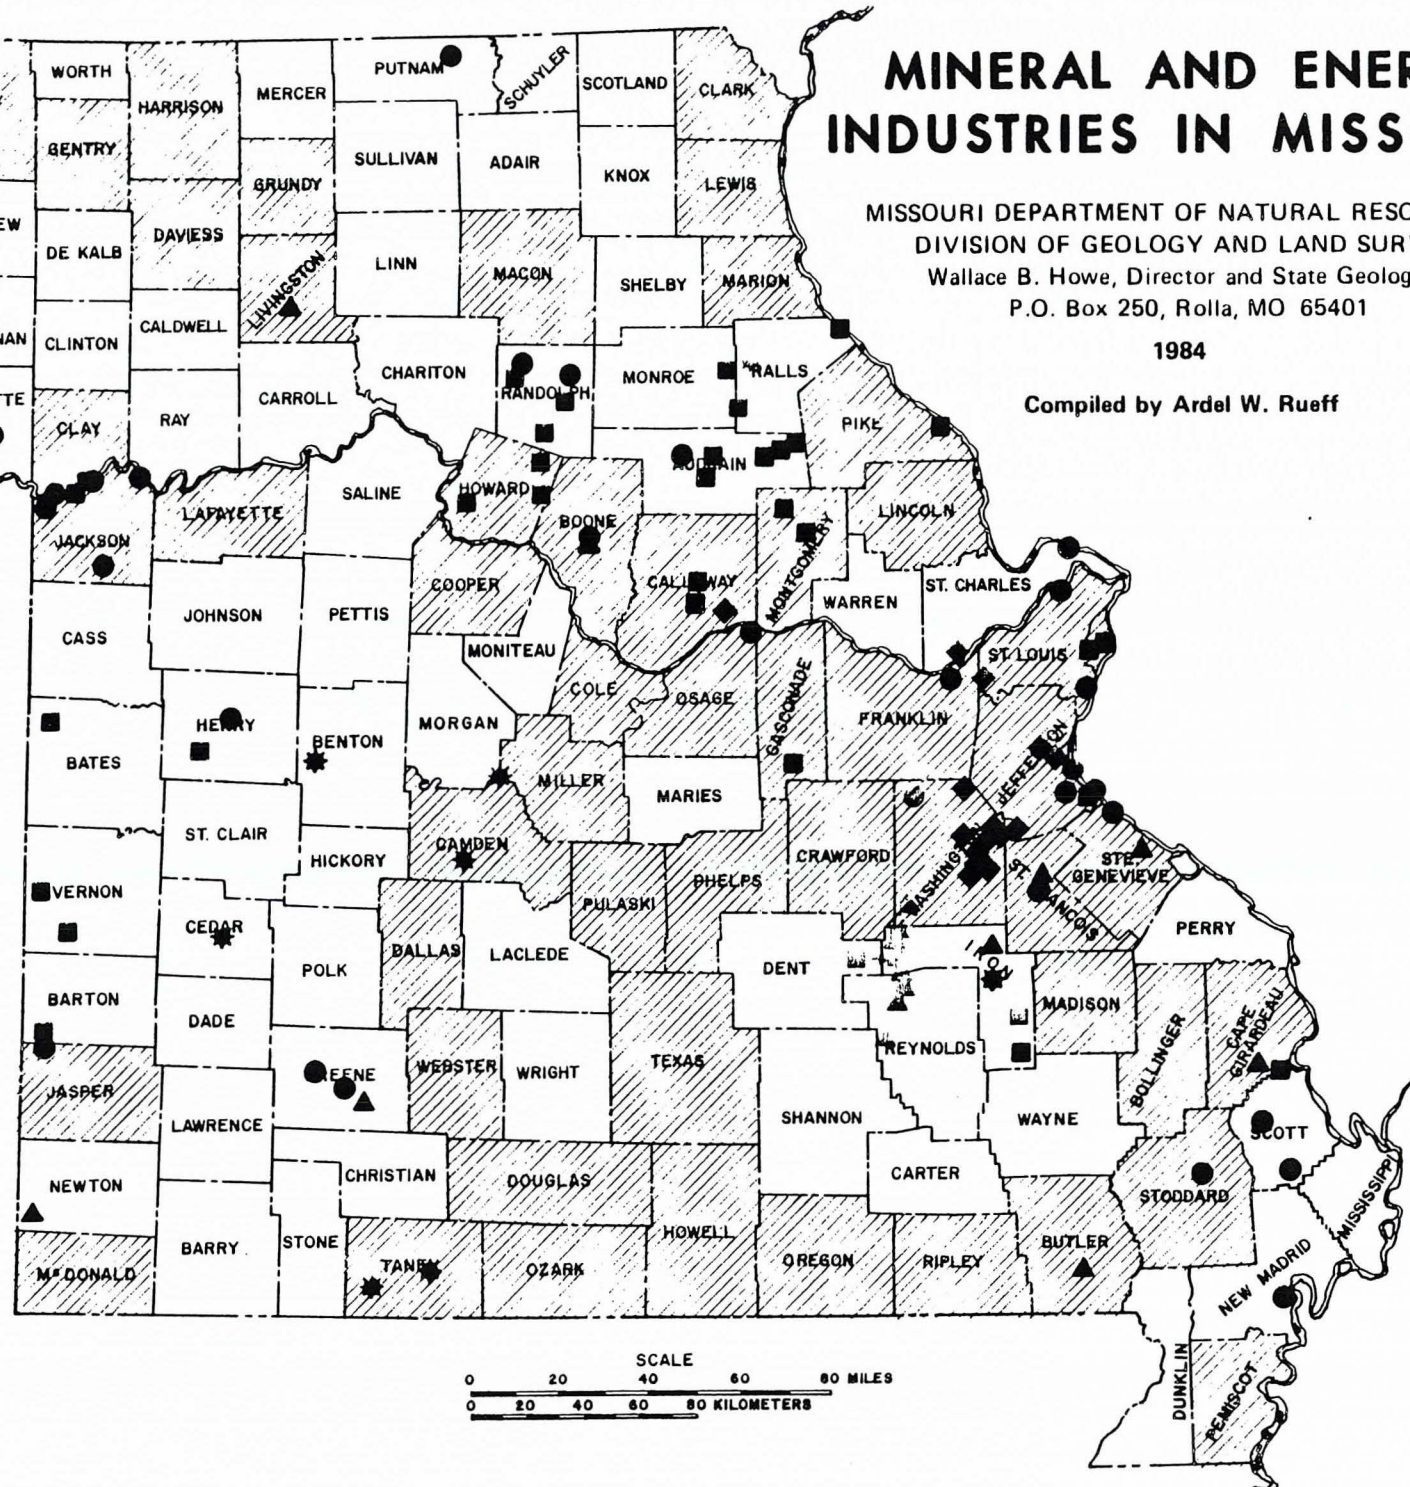 MINERAL AND ENER
INDUSTRIES IN MISS
MISSOURI DEPARTMENT OF NATURAL RESO
DIVISION OF GEOLOGY AND LAND SUR
Wallace B. Howe, Director and State Geolog
P.O. Box 250, Rolla, MO 65401
1984
Compiled by Ardel W. Rueff
WORTH
HARRISON
MERCER
PUTNAM
SCHUYLER
SCOTLAND
CLARK
GENTRY
GRUNDY
SULLIVAN
ADAIR
KNOX
LEWIS
EW
DE KALB
DAVIESS
LIVINGSTON
LINN
MACON
SHELBY
MARION
NAN
CLINTON
CALDWELL
CHARITON
RANDOLPH
MONROE
RALLS
TTE
CLAY
RAY
CARROLL
PIKE
SALINE
HOWARD
AUDRAIN
JACKSON
LAFAYETTE
BOONE
CALLAWAY
MONTGOMERY
LINCOLN
COOPER
WARREN
ST. CHARLES
CASS
JOHNSON
PETTIS
MONITEAU
COLE
OSAGE
GASCONADE
FRANKLIN
ST. LOUIS
BATES
HENRY
BENTON
MORGAN
MILLER
MARIES
JEFFERSON
ST. CLAIR
HICKORY
CAMDEN
PULASKI
PHELPS
CRAWFORD
WASHINGTON
ST. FRANCOIS
STE.
GENEVIEVE
VERNON
CEDAR
POLK
DALLAS
LACLEDE
DENT
IRON
PERRY
BARTON
DADE
MADISON
BOLLINGER
CAPE
GIRARDEAU
JASPER
GREENE
WEBSTER
WRIGHT
TEXAS
REYNOLDS
LAWRENCE
SHANNON
WAYNE
SCOTT
NEWTON
CHRISTIAN
DOUGLAS
CARTER
STODDARD
MISSISSIPPI
BARRY
STONE
HOWELL
BUTLER
McDONALD
TANEY
OZARK
OREGON
RIPLEY
NEW MADRID
DUNKLIN
PEMISCOT
SCALE
0 20 40 60 80 MILES
0 20 40 60 80 KILOMETERS